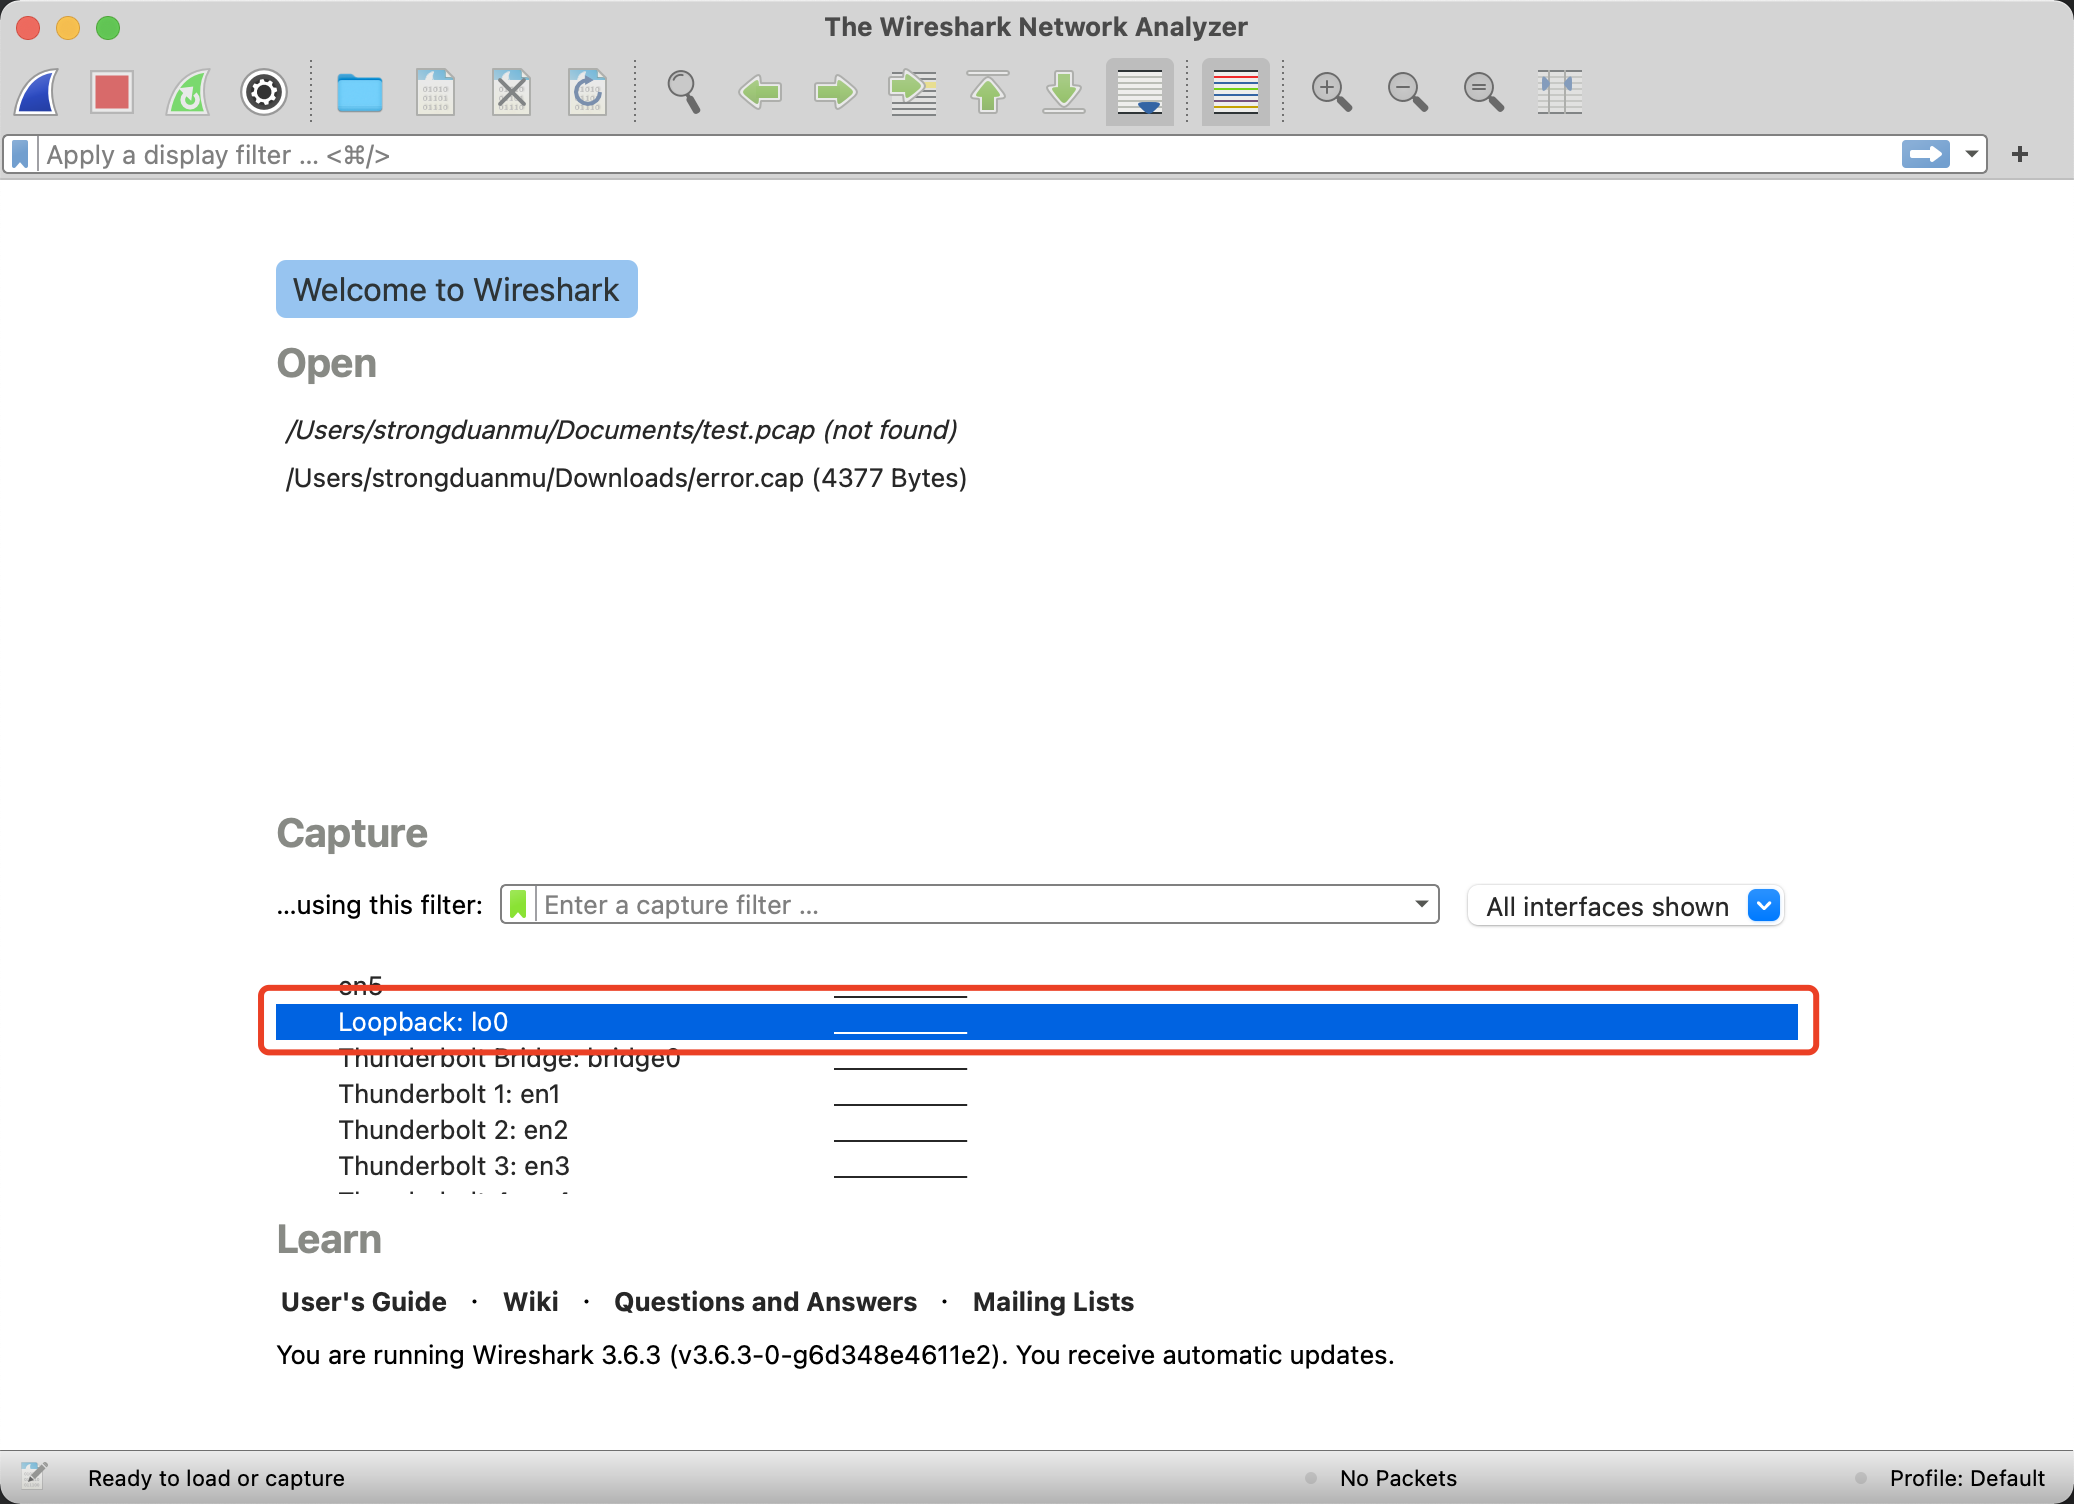 The Wireshark Network Analyzer
Apply a display filter ... <⌘/>
Welcome to Wireshark
Open
/Users/strongduanmu/Documents/test.pcap (not found)
/Users/strongduanmu/Downloads/error.cap (4377 Bytes)
Capture
...using this filter: Enter a capture filter ... All interfaces shown
en5
Loopback: lo0
Thunderbolt Bridge: bridge0
Thunderbolt 1: en1
Thunderbolt 2: en2
Thunderbolt 3: en3
Learn
User's Guide · Wiki · Questions and Answers · Mailing Lists
You are running Wireshark 3.6.3 (v3.6.3-0-g6d348e4611e2). You receive automatic updates.
Ready to load or capture No Packets Profile: Default